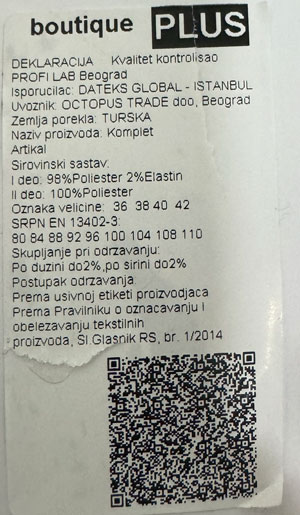 boutique PLUS
DEKLARACIJA Kvalitet kontrolisao
PROFI LAB Beograd
Isporucilac: DATEKS GLOBAL - ISTANBUL
Uvoznik: OCTOPUS TRADE doo, Beograd
Zemlja porekla: TURSKA
Naziv proizvoda: Komplet
Artikal
Sirovinski sastav:
I deo: 98%Poliester 2%Elastin
II deo: 100%Poliester
Oznaka velicine: 36 38 40 42
SRPN EN 13402-3:
80 84 88 92 96 100 104 108 110
Skupljanje pri odrzavanju:
Po duzini do2% ,po sirini do2%
Postupak odrzavanja:
Prema usivnoj etiketi proizvodjaca
Prema Pravilniku o oznacavanju i
obelezavanju tekstilnih
proizvoda, Sl.Glasnik RS, br. 1/2014